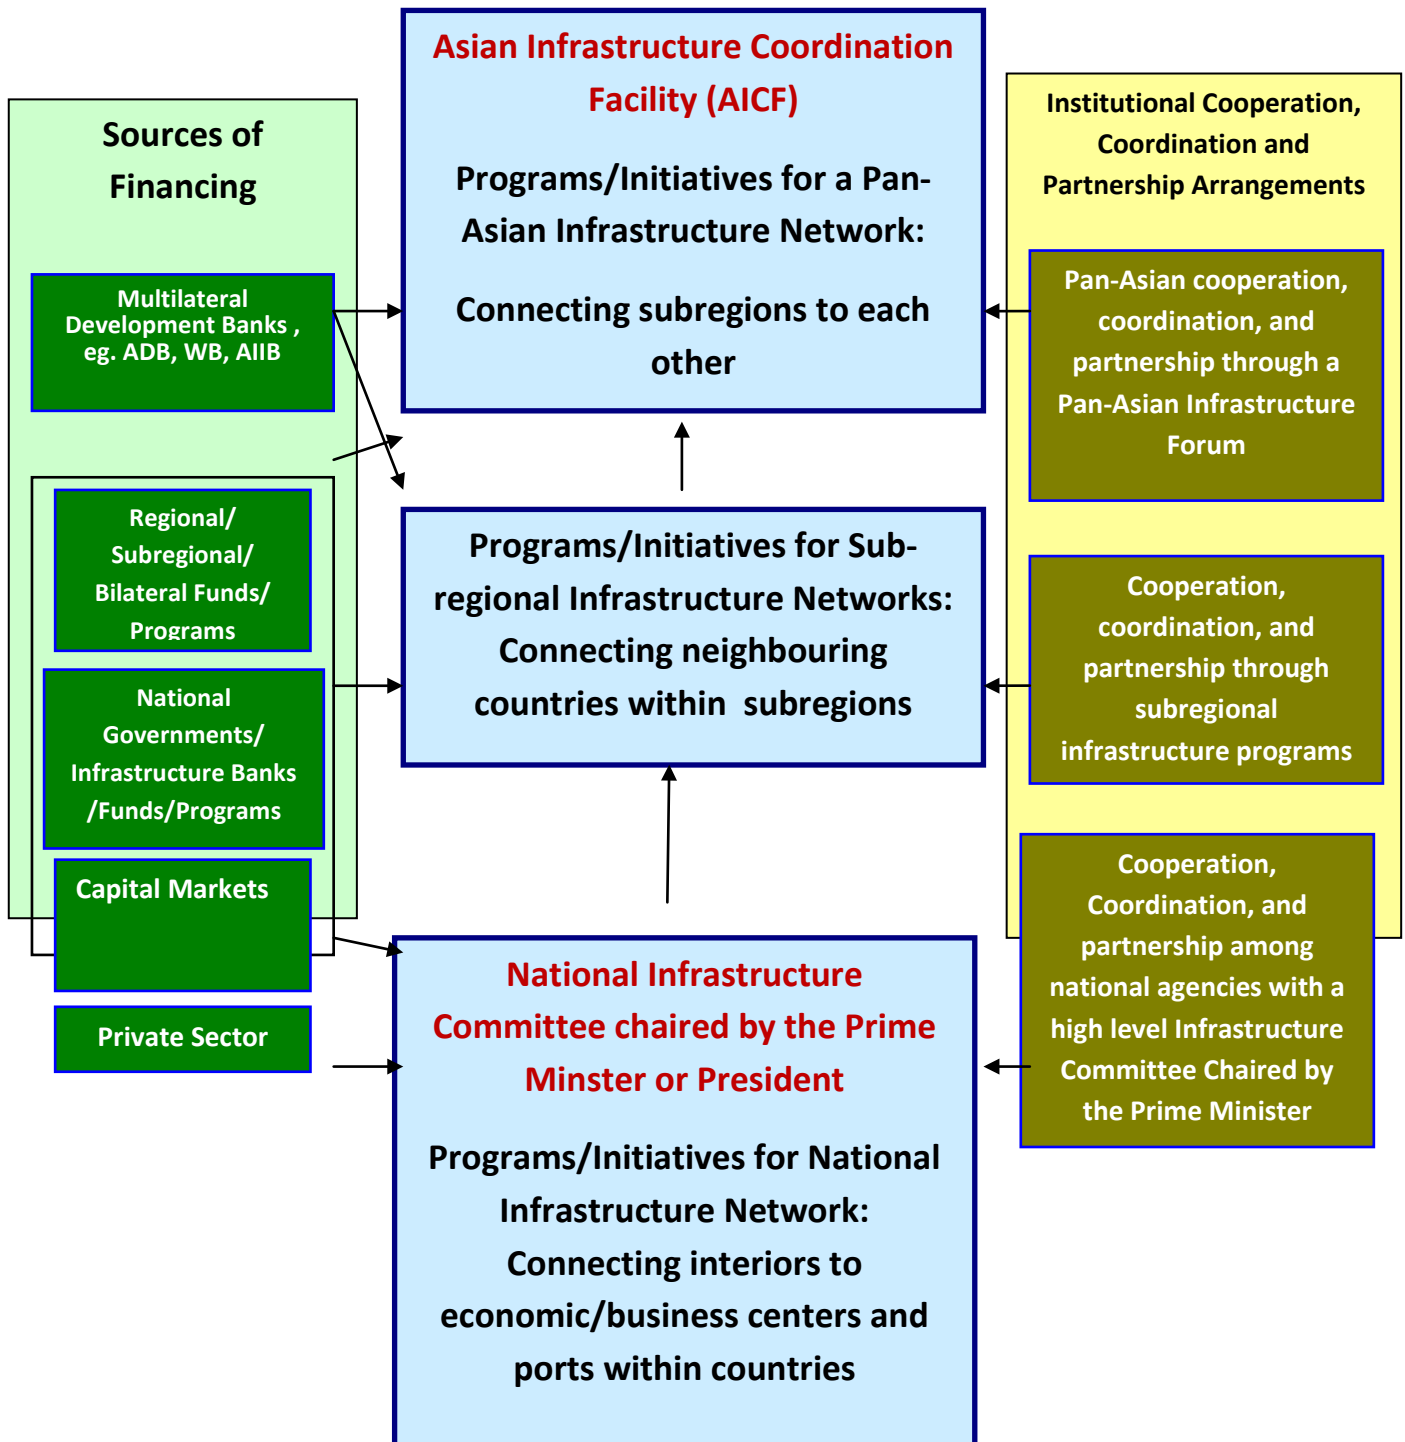 Sources of
Financing
Multilateral
Development Banks ,
eg. ADB, WB, AIIB
Regional/
Subregional/
Bilateral Funds/
Programs
National
Governments/
Infrastructure Banks
/Funds/Programs
Capital Markets
Private Sector
Asian Infrastructure Coordination
Facility (AICF)
Programs/Initiatives for a Pan-
Asian Infrastructure Network:
Connecting subregions to each
other
Programs/Initiatives for Sub-
regional Infrastructure Networks:
Connecting neighbouring
countries within  subregions
National Infrastructure
Committee chaired by the Prime
Minster or President
Programs/Initiatives for National
Infrastructure Network:
Connecting interiors to
economic/business centers and
ports within countries
Institutional Cooperation,
Coordination and
Partnership Arrangements
Pan-Asian cooperation,
coordination, and
partnership through a
Pan-Asian Infrastructure
Forum
Cooperation,
coordination, and
partnership through
subregional
infrastructure programs
Cooperation,
Coordination, and
partnership among
national agencies with a
high level Infrastructure
Committee Chaired by
the Prime Minister